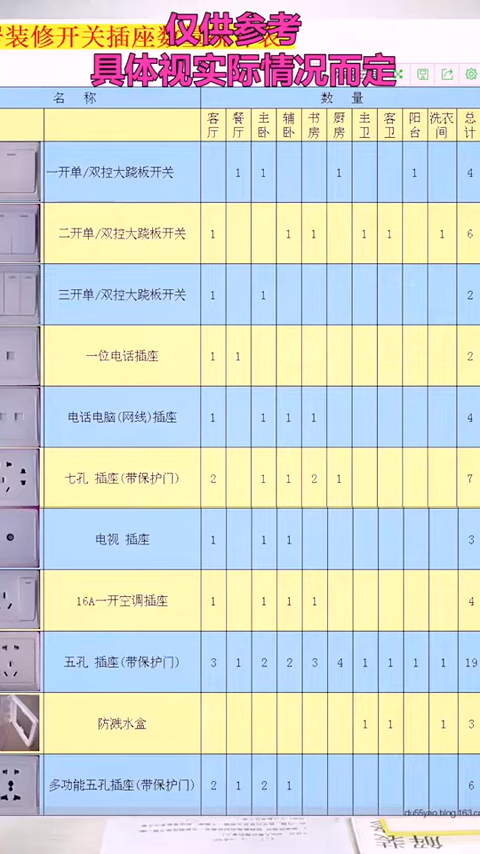 仅供参考
装修开关插座数
具体视实际情况而定
名 称 数 量
客厅 餐厅 主卧 辅卧 书房 厨房 主卫 客卫 阳台 洗衣间 总计
一开单/双控大跷板开关 1 1 1 1 4
二开单/双控大跷板开关 1 1 1 1 1 1 6
三开单/双控大跷板开关 1 1 2
一位电话插座 1 1 2
电话电脑(网线)插座 1 1 1 1 4
七孔 插座(带保护门) 2 1 1 2 1 7
电视 插座 1 1 1 3
16A一开空调插座 1 1 1 1 4
五孔 插座(带保护门) 3 1 2 2 3 4 1 1 1 1 19
防溅水盒 1 1 1 3
多功能五孔插座(带保护门) 2 1 2 1 6